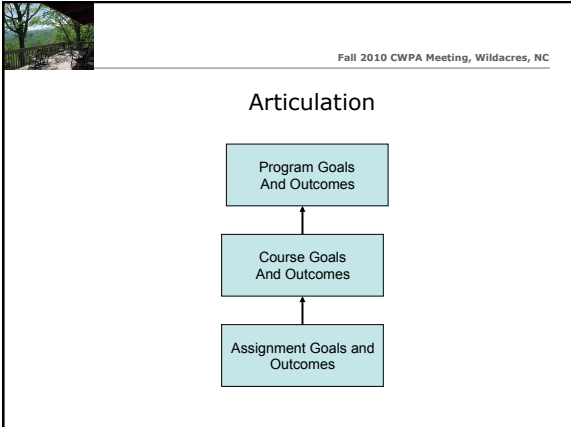 Fall 2010 CWPA Meeting, Wildacres, NC
Articulation
Program Goals
And Outcomes
Course Goals
And Outcomes
Assignment Goals and
Outcomes